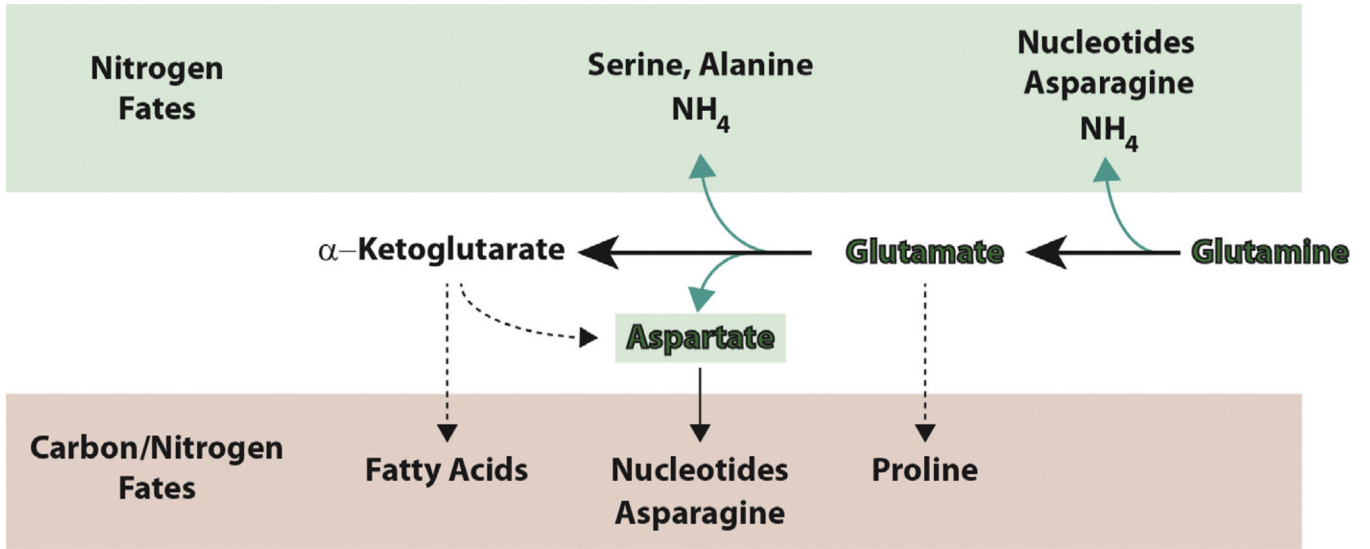 Nitrogen
Fates
Serine, Alanine
NH4
Nucleotides
Asparagine
NH4
α–Ketoglutarate
Glutamate
Glutamine
Aspartate
Carbon/Nitrogen
Fates
Fatty Acids
Nucleotides
Asparagine
Proline